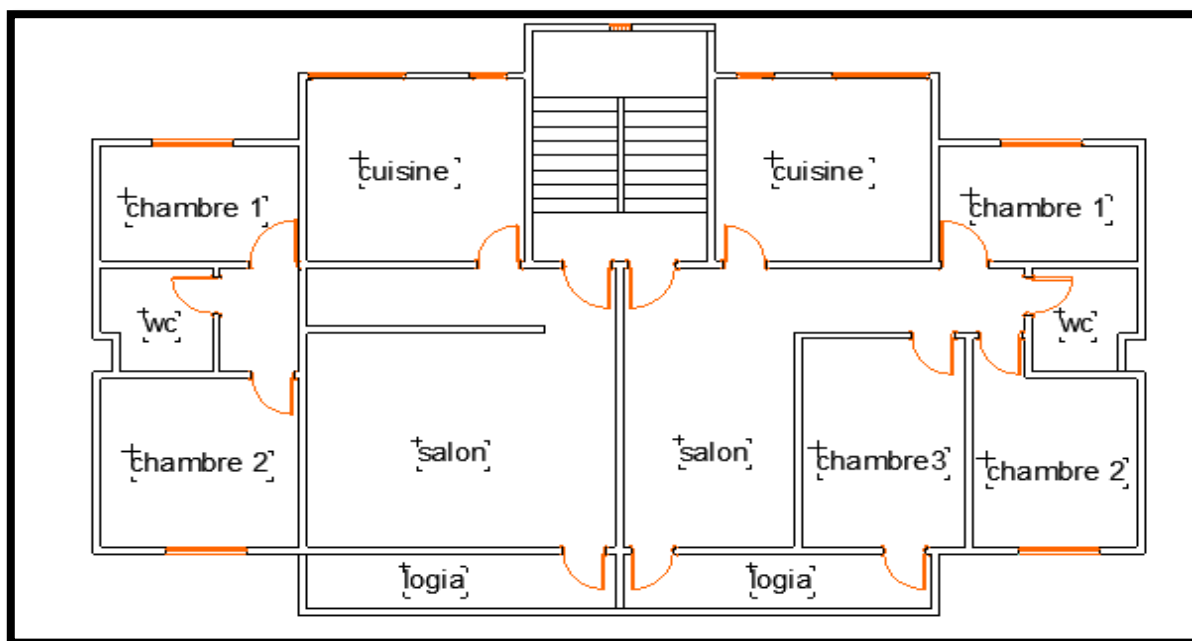 cuisine
cuisine
chambre 1
chambre 1
wc
wc
salon
salon
chambre 2
chambre3
chambre 2
logia
logia